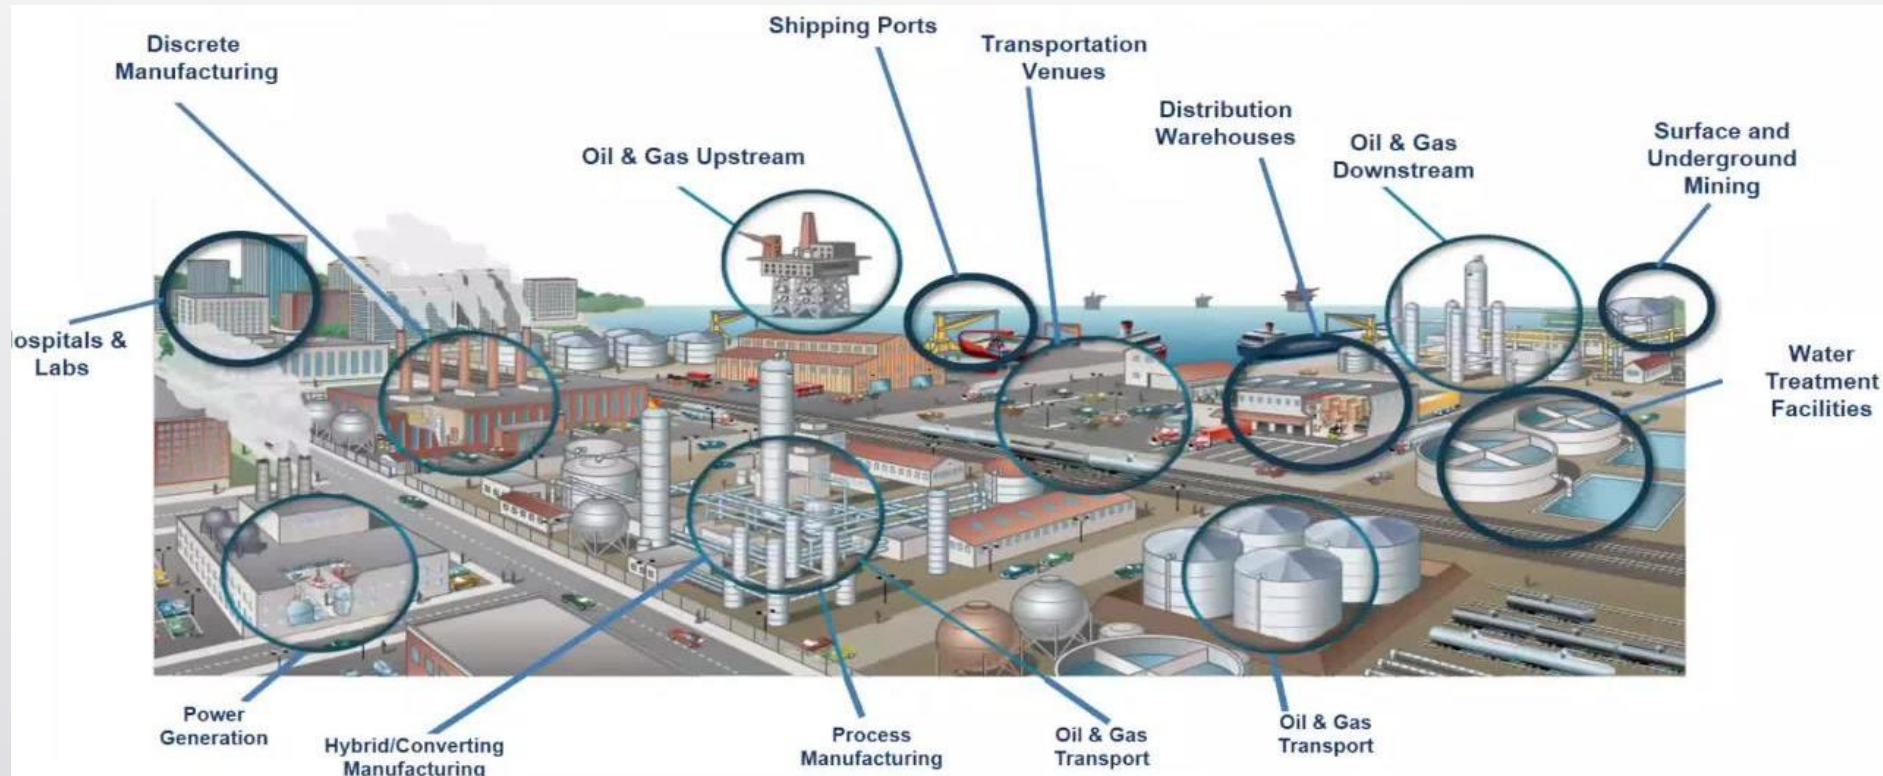 Shipping Ports
Discrete
Manufacturing
Transportation
Venues
Distribution
Warehouses
Oil & Gas
Downstream
Surface and
Underground
Mining
Oil & Gas Upstream
ospitals &
Labs
Water
Treatment
Facilities
Power
Generation
Hybrid/Converting
Manufacturing
Process
Manufacturing
Oil & Gas
Transport
Oil & Gas
Transport